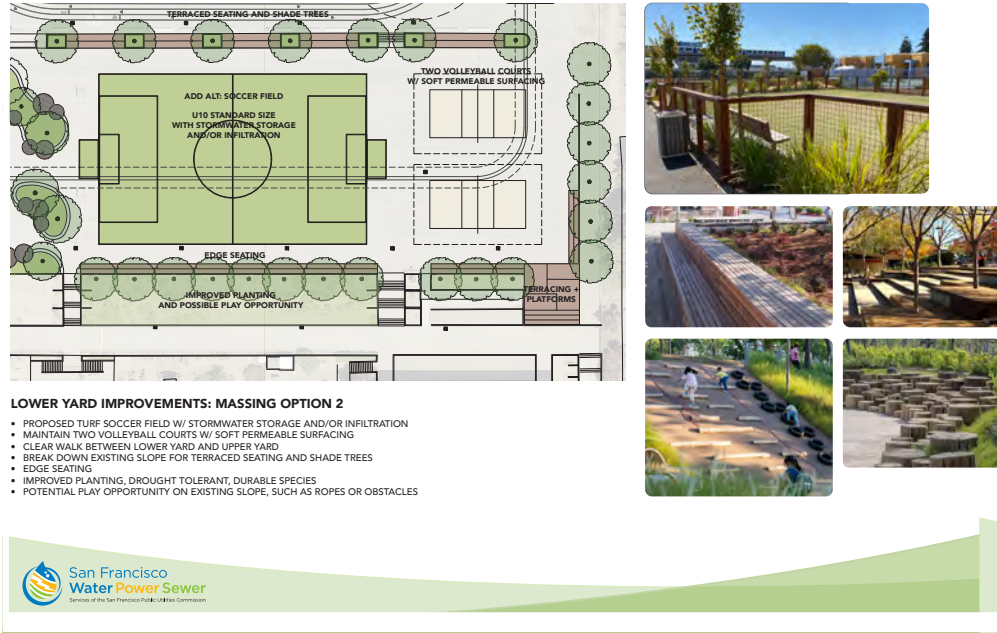 TERRACED SEATING AND SHADE TREES
TWO VOLLEYBALL COURTS
W/ SOFT PERMEABLE SURFACING
ADD ALT: SOCCER FIELD
U10 STANDARD SIZE
WITH STORMWATER STORAGE
AND/OR INFILTRATION
EDGE SEATING
IMPROVED PLANTING
AND POSSIBLE PLAY OPPORTUNITY
TERRACING +
PLATFORMS
LOWER YARD IMPROVEMENTS: MASSING OPTION 2
• PROPOSED TURF SOCCER FIELD W/ STORMWATER STORAGE AND/OR INFILTRATION
• MAINTAIN TWO VOLLEYBALL COURTS W/ SOFT PERMEABLE SURFACING
• CLEAR WALK BETWEEN LOWER YARD AND UPPER YARD
• BREAK DOWN EXISTING SLOPE FOR TERRACED SEATING AND SHADE TREES
• EDGE SEATING
• IMPROVED PLANTING, DROUGHT TOLERANT, DURABLE SPECIES
• POTENTIAL PLAY OPPORTUNITY ON EXISTING SLOPE, SUCH AS ROPES OR OBSTACLES
San Francisco
Water Power Sewer
Services of the San Francisco Public Utilities Commission